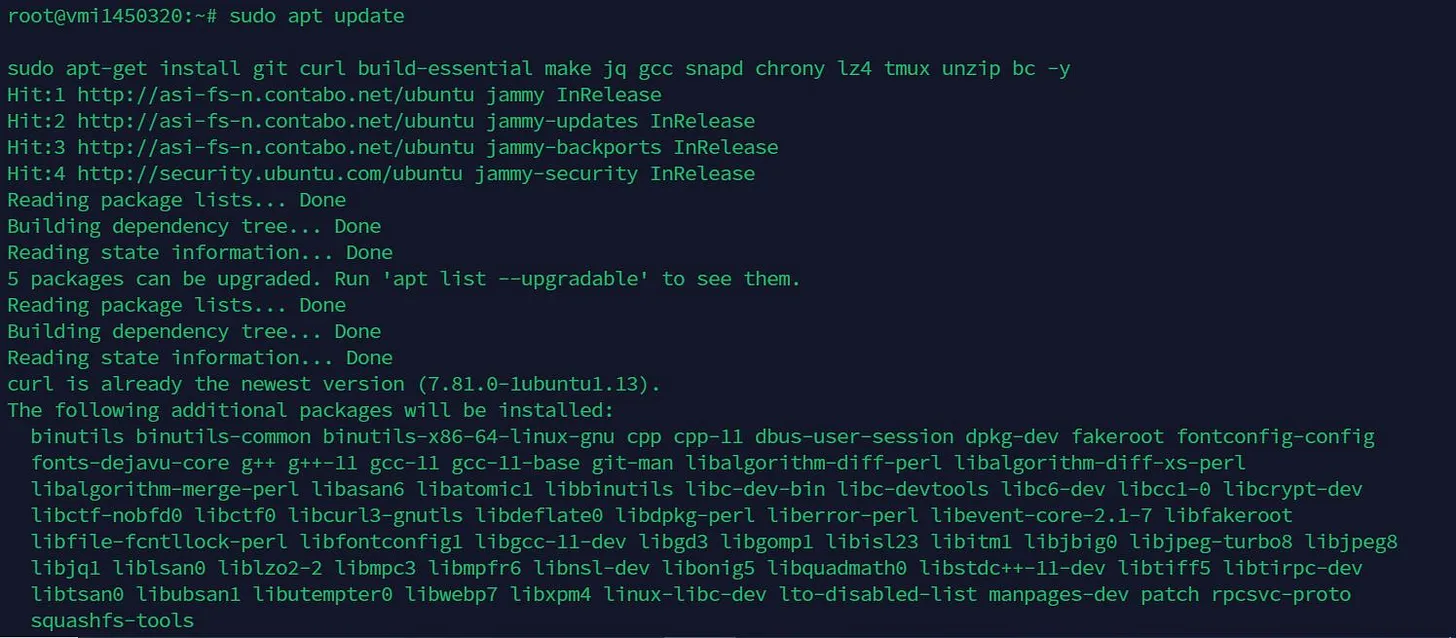 root@vmi1450320:~# sudo apt update
sudo apt-get install git curl build-essential make jq gcc snapd chrony lz4 tmux unzip bc -y
Hit:1 http://asi-fs-n.contabo.net/ubuntu jammy InRelease
Hit:2 http://asi-fs-n.contabo.net/ubuntu jammy-updates InRelease
Hit:3 http://asi-fs-n.contabo.net/ubuntu jammy-backports InRelease
Hit:4 http://security.ubuntu.com/ubuntu jammy-security InRelease
Reading package lists... Done
Building dependency tree... Done
Reading state information... Done
5 packages can be upgraded. Run 'apt list --upgradable' to see them.
Reading package lists... Done
Building dependency tree... Done
Reading state information... Done
curl is already the newest version (7.81.0-1ubuntu1.13).
The following additional packages will be installed:
  binutils binutils-common binutils-x86-64-linux-gnu cpp cpp-11 dbus-user-session dpkg-dev fakeroot fontconfig-config
  fonts-dejavu-core g++ g++-11 gcc-11 gcc-11-base git-man libalgorithm-diff-perl libalgorithm-diff-xs-perl
  libalgorithm-merge-perl libasan6 libatomic1 libbinutils libc-dev-bin libc-devtools libc6-dev libcc1-0 libcrypt-dev
  libctf-nobfd0 libctf0 libcurl3-gnutls libdeflate0 libdpkg-perl liberror-perl libevent-core-2.1-7 libfakeroot
  libfile-fcntllock-perl libfontconfig1 libgcc-11-dev libgd3 libgomp1 libisl23 libitm1 libjbig0 libjpeg-turbo8 libjpeg8
  libjq1 liblsan0 liblzo2-2 libmpc3 libmpfr6 libnsl-dev libonig5 libquadmath0 libstdc++-11-dev libtiff5 libtirpc-dev
  libtsan0 libubsan1 libutempter0 libwebp7 libxpm4 linux-libc-dev lto-disabled-list manpages-dev patch rpcsvc-proto
  squashfs-tools